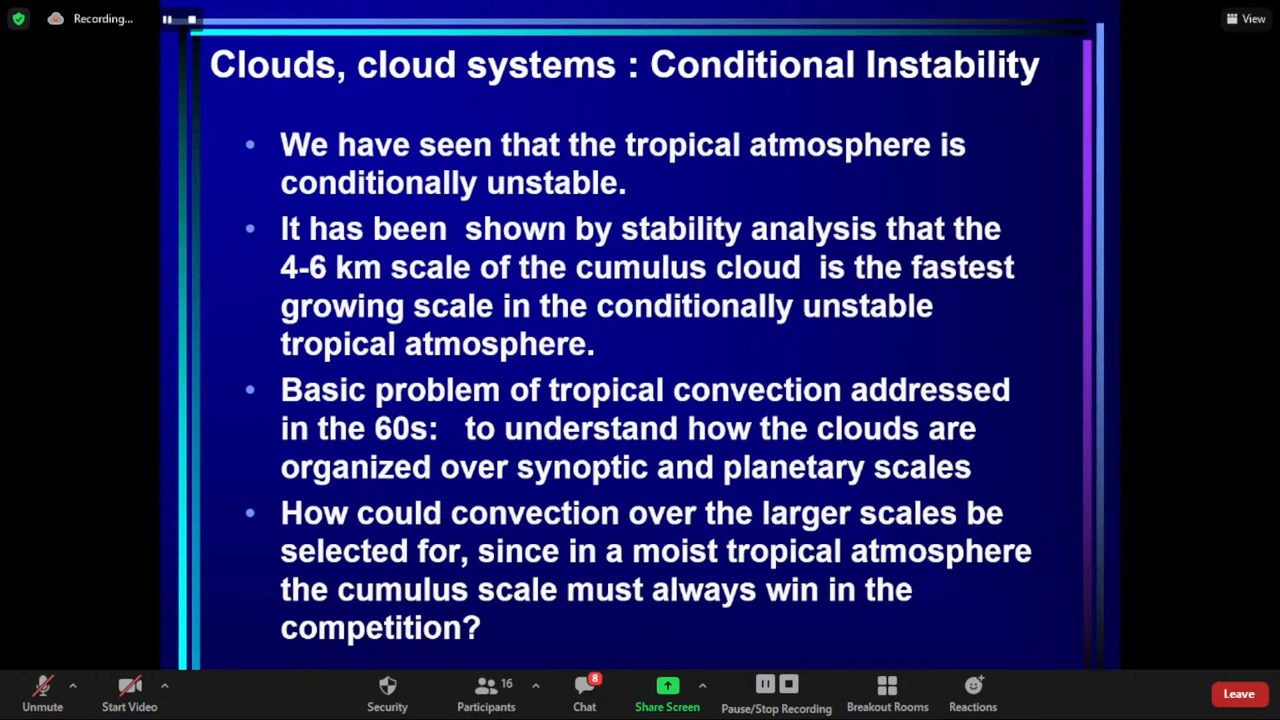 Recording...
View
Clouds, cloud systems : Conditional Instability
• We have seen that the tropical atmosphere is
conditionally unstable.
• It has been shown by stability analysis that the
4-6 km scale of the cumulus cloud is the fastest
growing scale in the conditionally unstable
tropical atmosphere.
• Basic problem of tropical convection addressed
in the 60s: to understand how the clouds are
organized over synoptic and planetary scales
• How could convection over the larger scales be
selected for, since in a moist tropical atmosphere
the cumulus scale must always win in the
competition?
Unmute
Start Video
Security
Participants 16
Chat 8
Share Screen
Pause/Stop Recording
Breakout Rooms
Reactions
Leave